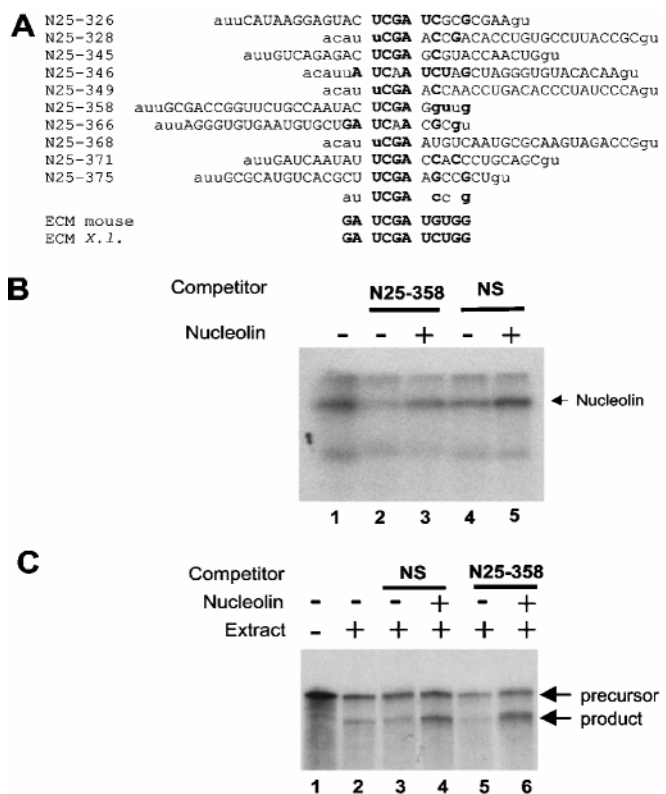 A
N25-326 auuCAUAAGGAGUAC UCGA UCGCGCGAAgu
N25-328 acau uCGA ACCGACACCUGUGCCUUACCGCgu
N25-345 auuGUCAGAGAC UCGA GCGUACCAACUGgu
N25-346 acauuA UCAA UCUAGCUAGGGUGUACACAAgu
N25-349 acau uCGA ACCAACCUGACACCCUAUCCCAgu
N25-358 auuGCGACCGGUUCUGCCAAUAC UCGA Gguug
N25-366 auuAGGGUGUGAAUGUGCUGA UCAA CGCgu
N25-368 acau uCGA AUGUCAAUGCGCAAGUAGACCGgu
N25-371 auuGAUCAAUAU UCGA CCACCCUGCAGCgu
N25-375 auuGCGCAUGUCACGCU UCGA AGCCGCUgu
au UCGA cc g
ECM mouse GA UCGA UGUGG
ECM X.l. GA UCGA UCUGG
B
Competitor N25-358 NS
Nucleolin - - + - +
Nucleolin
1 2 3 4 5
C
Competitor NS N25-358
Nucleolin - - - + - +
Extract - + + + + +
precursor
product
1 2 3 4 5 6